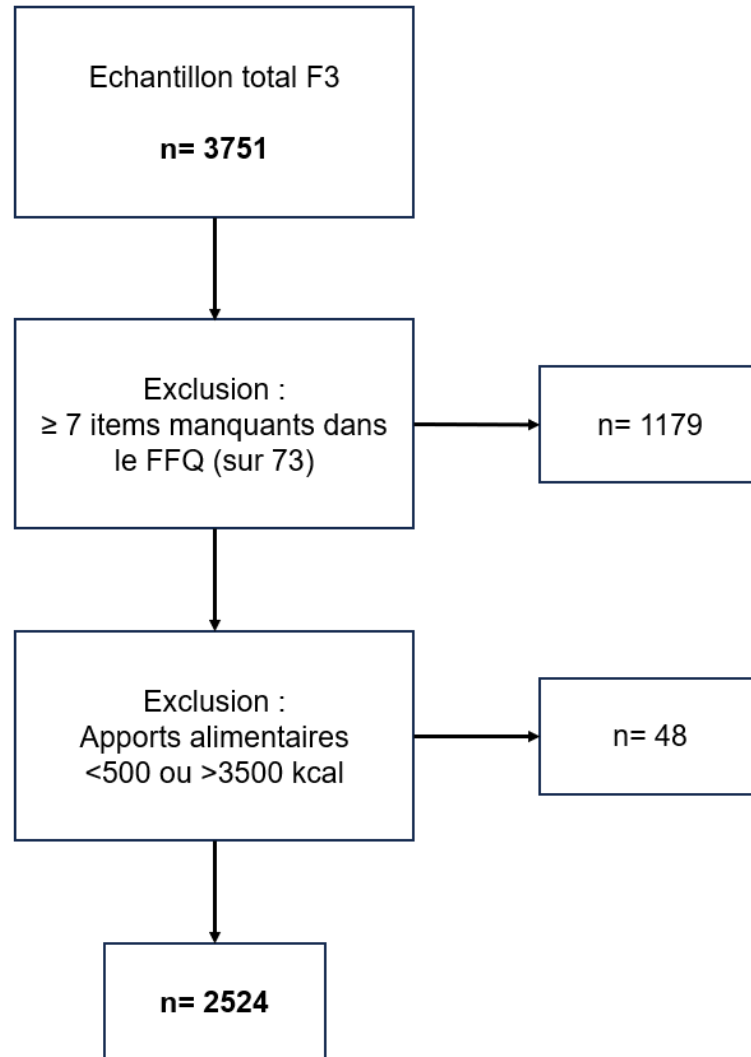 Echantillon total F3
n= 3751
Exclusion :
≥ 7 items manquants dans
le FFQ (sur 73)
n= 1179
Exclusion :
Apports alimentaires
<500 ou >3500 kcal
n= 48
n= 2524